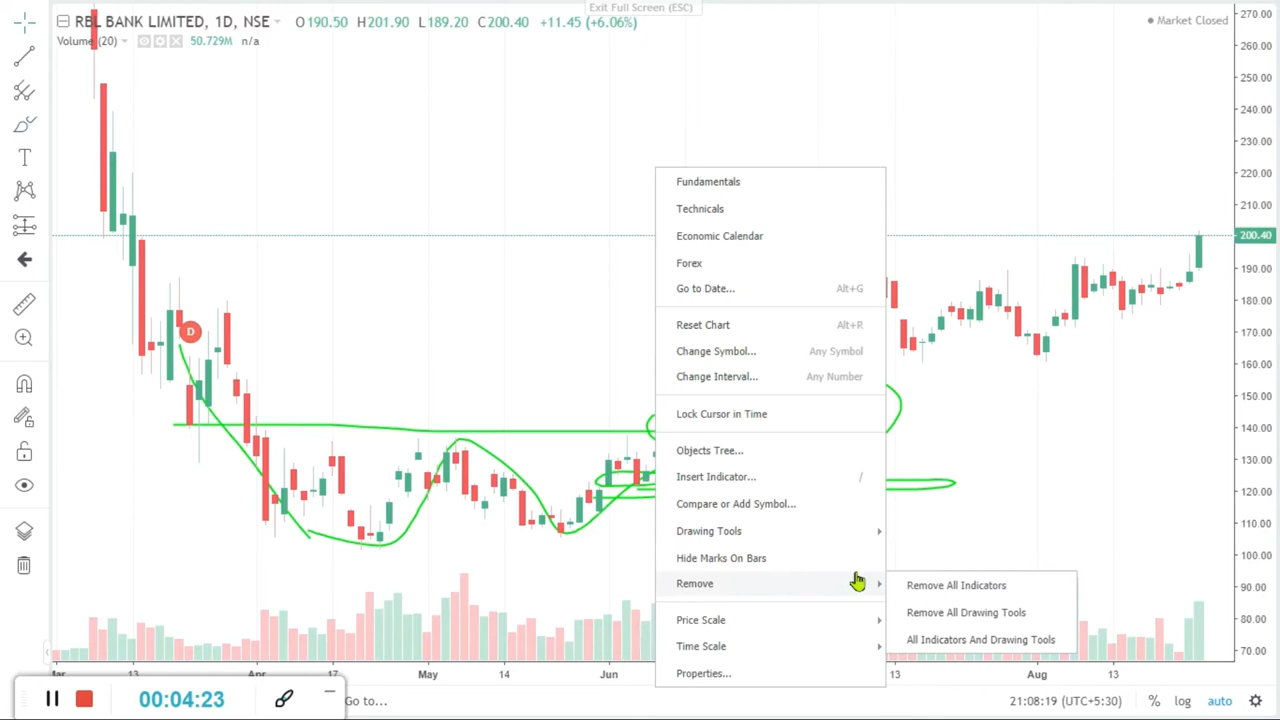 Exit Full Screen (ESC)
RBL BANK LIMITED, 1D, NSE O190.50 H201.90 L189.20 C200.40 +11.45 (+6.06%)
Market Closed
Volume (20) 50.729M n/a
270.00
260.00
250.00
240.00
230.00
220.00
210.00
200.40
190.00
180.00
170.00
160.00
150.00
140.00
130.00
120.00
110.00
100.00
90.00
80.00
70.00
D
Fundamentals
Technicals
Economic Calendar
Forex
Go to Date... Alt+G
Reset Chart Alt+R
Change Symbol... Any Symbol
Change Interval... Any Number
Lock Cursor in Time
Objects Tree...
Insert Indicator... /
Compare or Add Symbol...
Drawing Tools
Hide Marks On Bars
Remove
Price Scale
Time Scale
Properties...
Remove All Indicators
Remove All Drawing Tools
All Indicators And Drawing Tools
13 Apr 17 May 14 Jun 13 Aug 13
00:04:23
Go to...
21:08:19 (UTC+5:30) % log auto